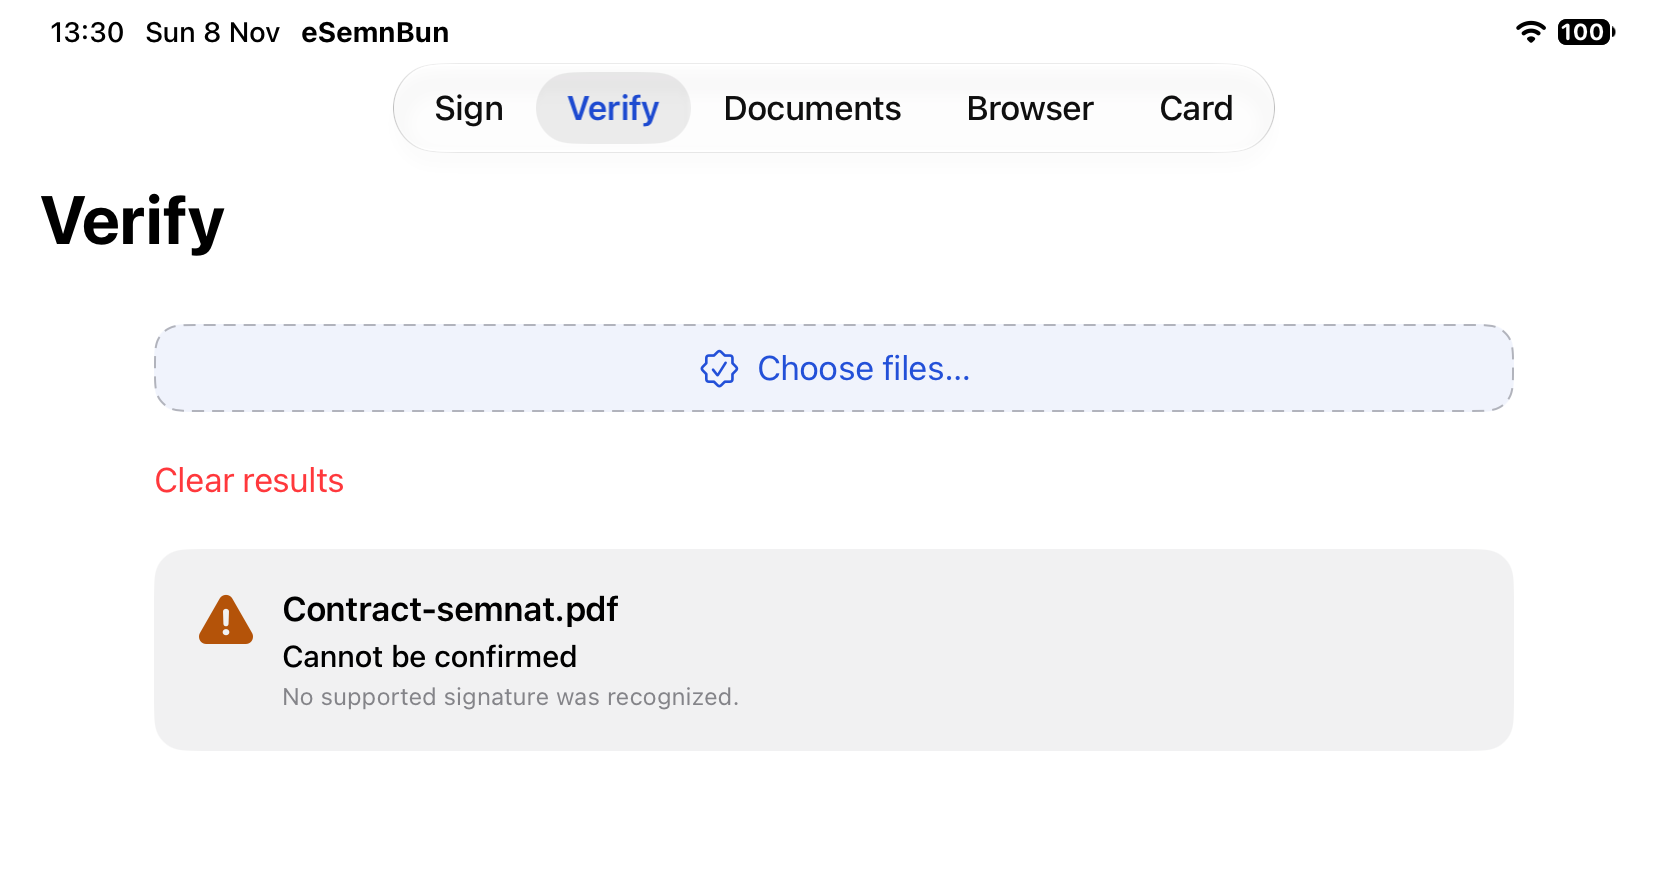 13:30 Sun 8 Nov eSemnBun 100
Sign Verify Documents Browser Card
Verify
Choose files...
Clear results
Contract-semnat.pdf
Cannot be confirmed
No supported signature was recognized.